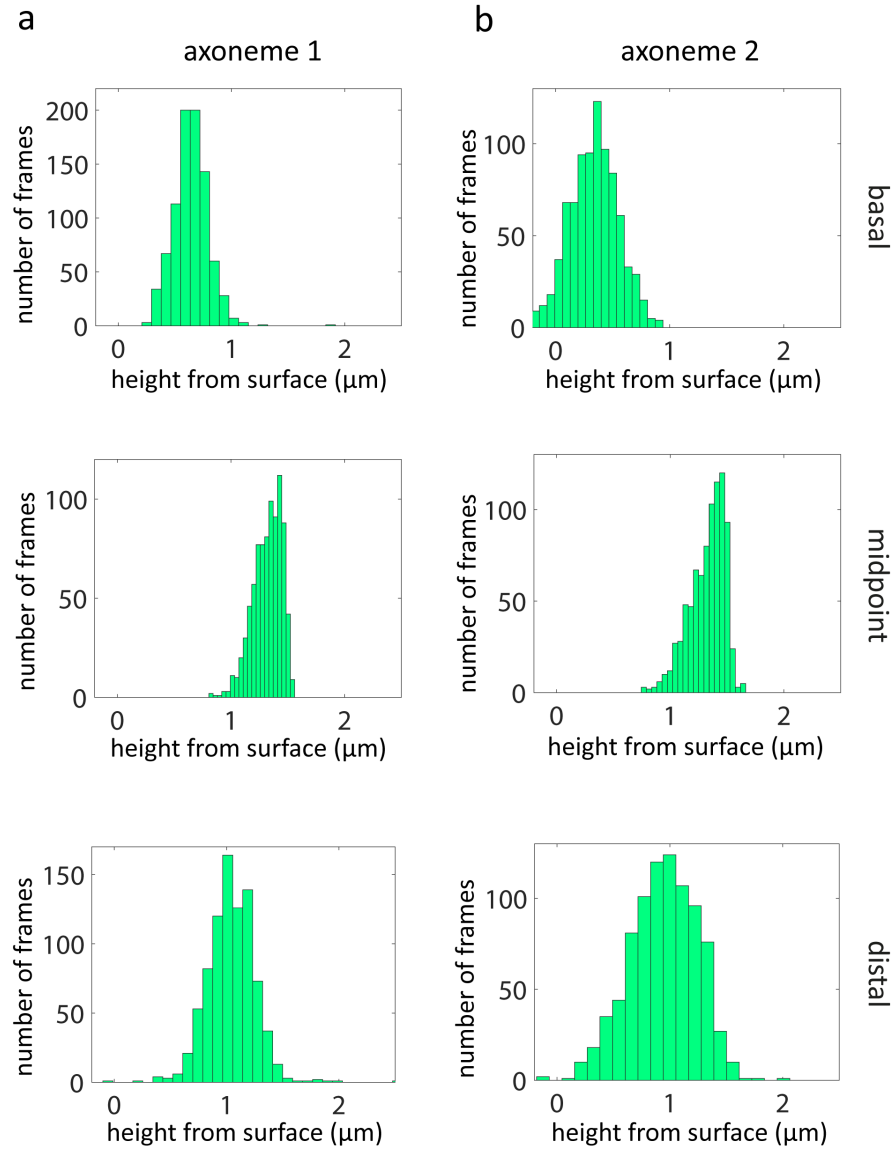 a
b
axoneme 1
axoneme 2
number of frames
200
150
100
50
0
0 1 2
height from surface (μm)
number of frames
100
50
0
0 1 2
height from surface (μm)
basal
number of frames
100
50
0
0 1 2
height from surface (μm)
number of frames
100
50
0
0 1 2
height from surface (μm)
midpoint
number of frames
150
100
50
0
0 1 2
height from surface (μm)
number of frames
100
50
0
0 1 2
height from surface (μm)
distal